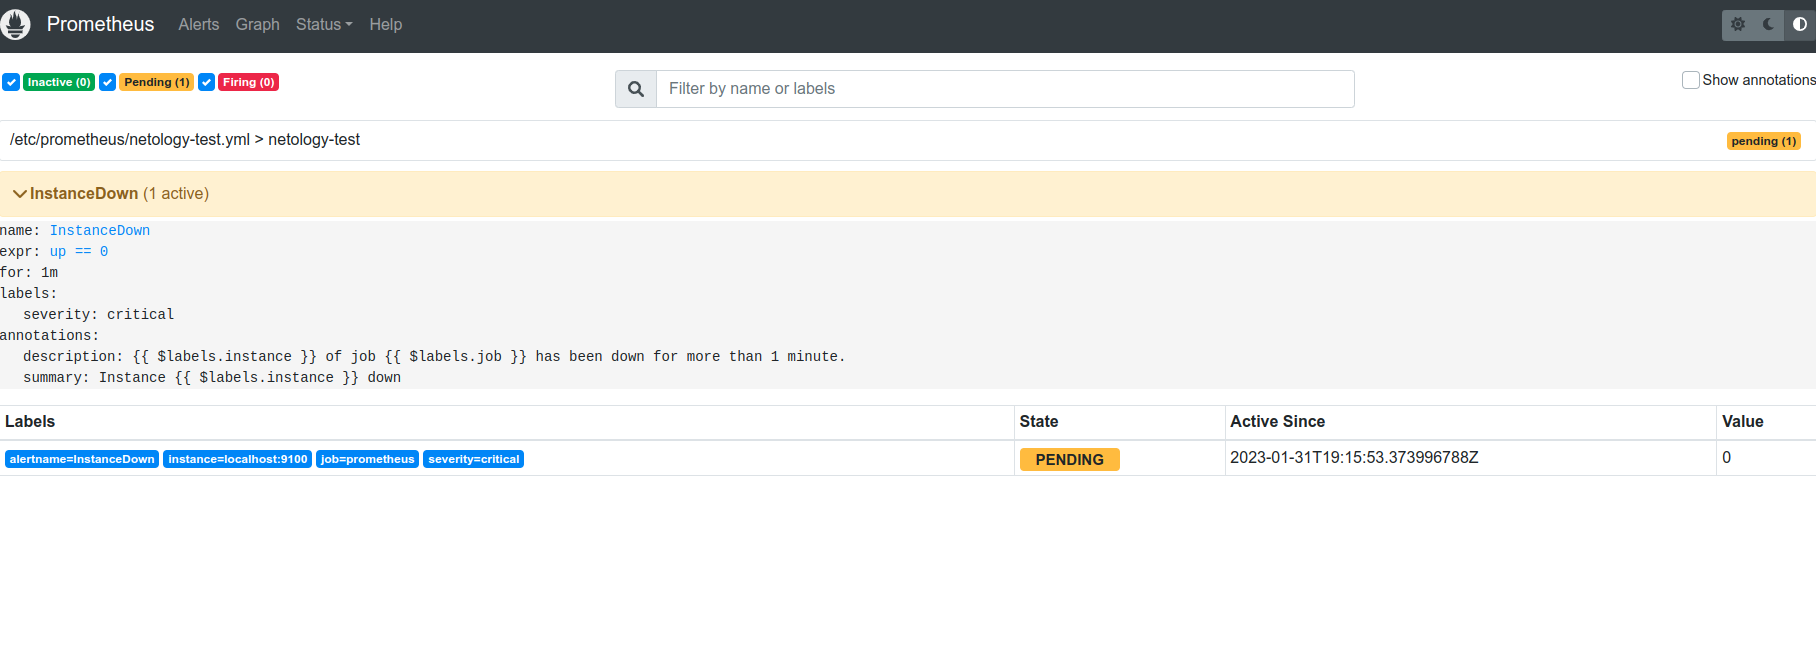 Prometheus Alerts Graph Status Help
Inactive (0) Pending (1) Firing (0) Filter by name or labels Show annotations
/etc/prometheus/netology-test.yml > netology-test pending (1)
InstanceDown (1 active)
name: InstanceDown
expr: up == 0
for: 1m
labels:
severity: critical
annotations:
description: {{ $labels.instance }} of job {{ $labels.job }} has been down for more than 1 minute.
summary: Instance {{ $labels.instance }} down
Labels State Active Since Value
alertname=InstanceDown instance=localhost:9100 job=prometheus severity=critical PENDING 2023-01-31T19:15:53.373996788Z 0